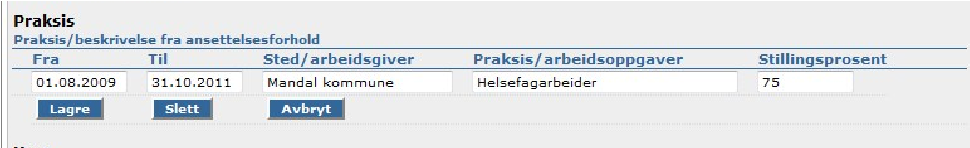 Praksis
Praksis/beskrivelse fra ansettelsesforhold
Fra Til Sted/arbeidsgiver Praksis/arbeidsoppgaver Stillingsprosent
01.08.2009 31.10.2011 Mandal kommune Helsefagarbeider 75
Lagre Slett Avbryt